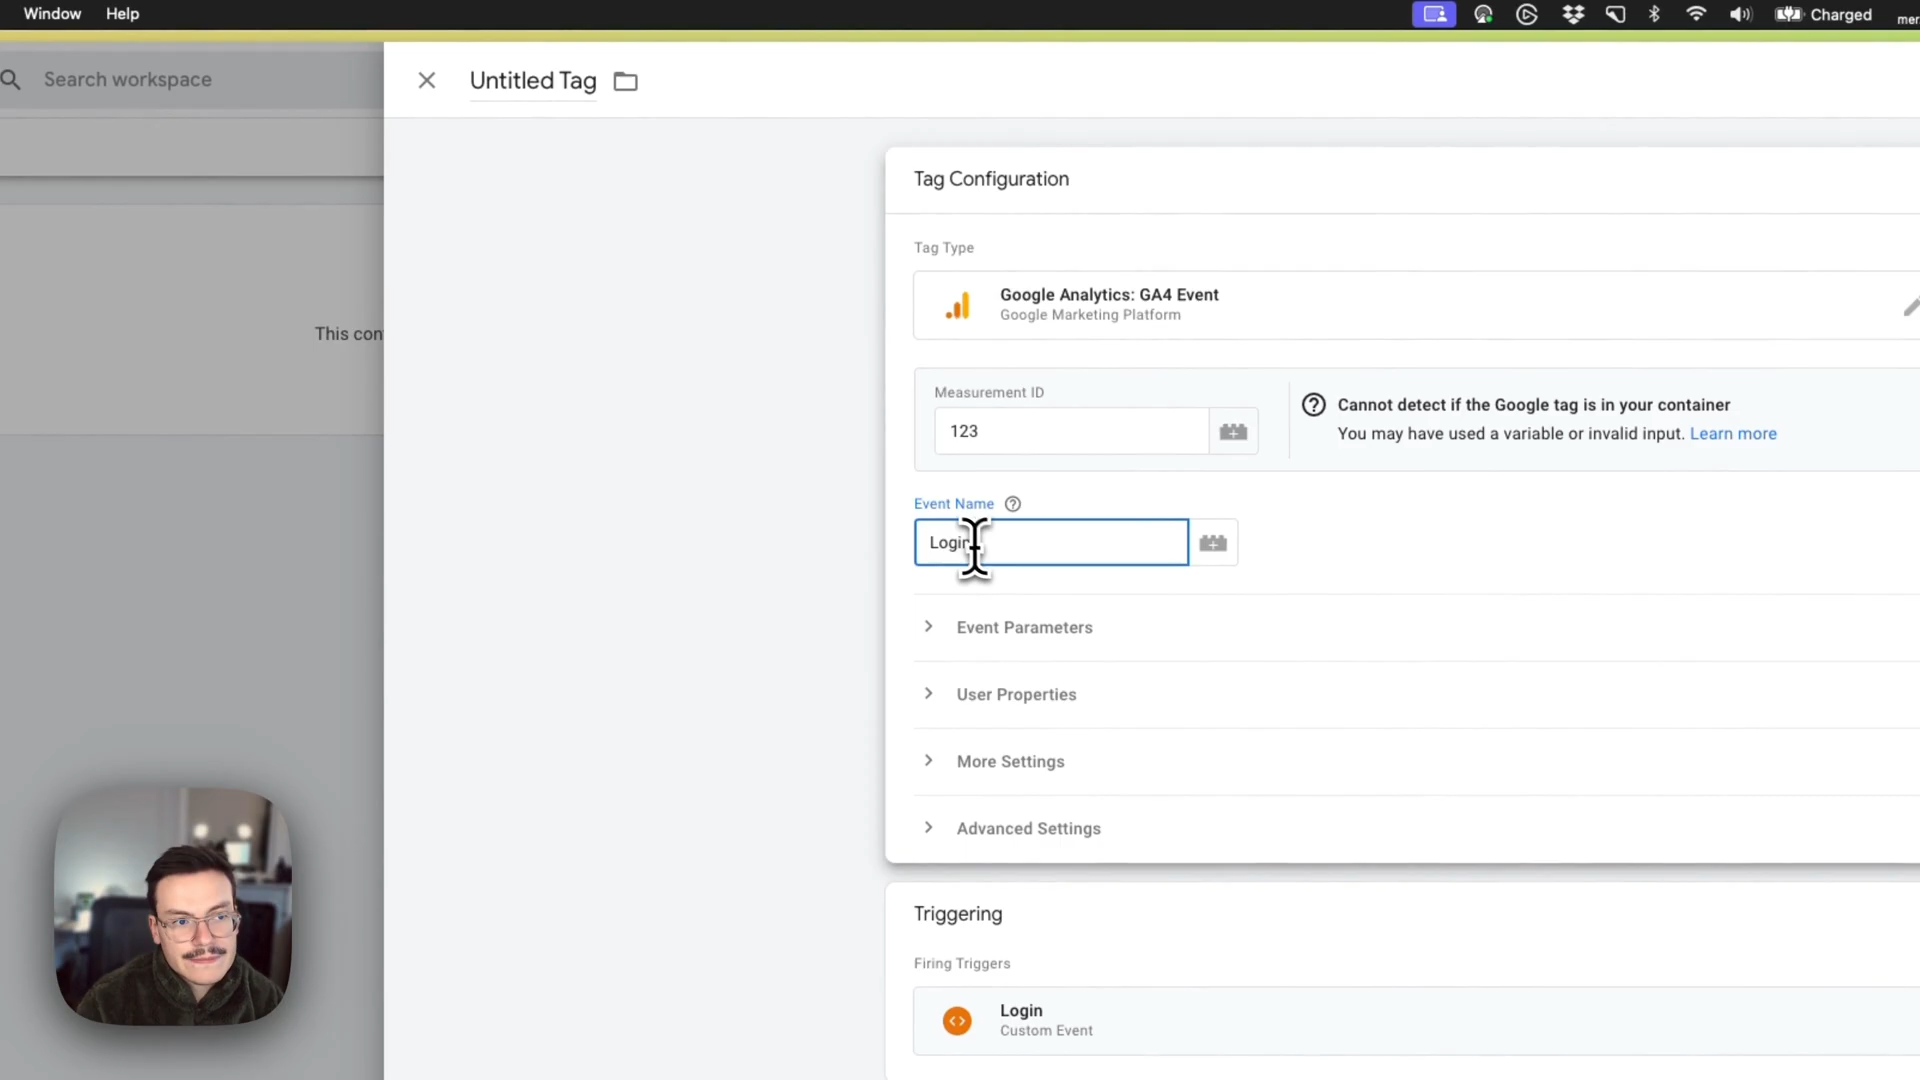 Window Help
Charged
mer
Search workspace
Untitled Tag
Tag Configuration
Tag Type
Google Analytics: GA4 Event
Google Marketing Platform
This con
Measurement ID
123
Cannot detect if the Google tag is in your container
You may have used a variable or invalid input. Learn more
Event Name
Login
Event Parameters
User Properties
More Settings
Advanced Settings
Triggering
Firing Triggers
Login
Custom Event